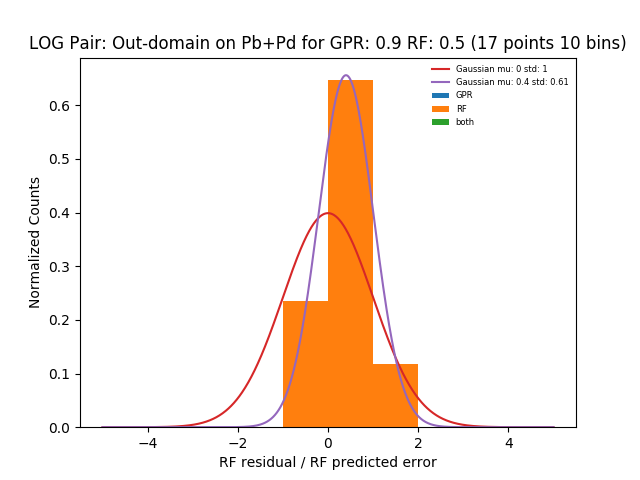 LOG Pair: Out-domain on Pb+Pd for GPR: 0.9 RF: 0.5 (17 points 10 bins)
Gaussian mu: 0 std: 1
Gaussian mu: 0.4 std: 0.61
GPR
RF
both
Normalized Counts
0.6
0.5
0.4
0.3
0.2
0.1
0.0
−4 −2 0 2 4
RF residual / RF predicted error